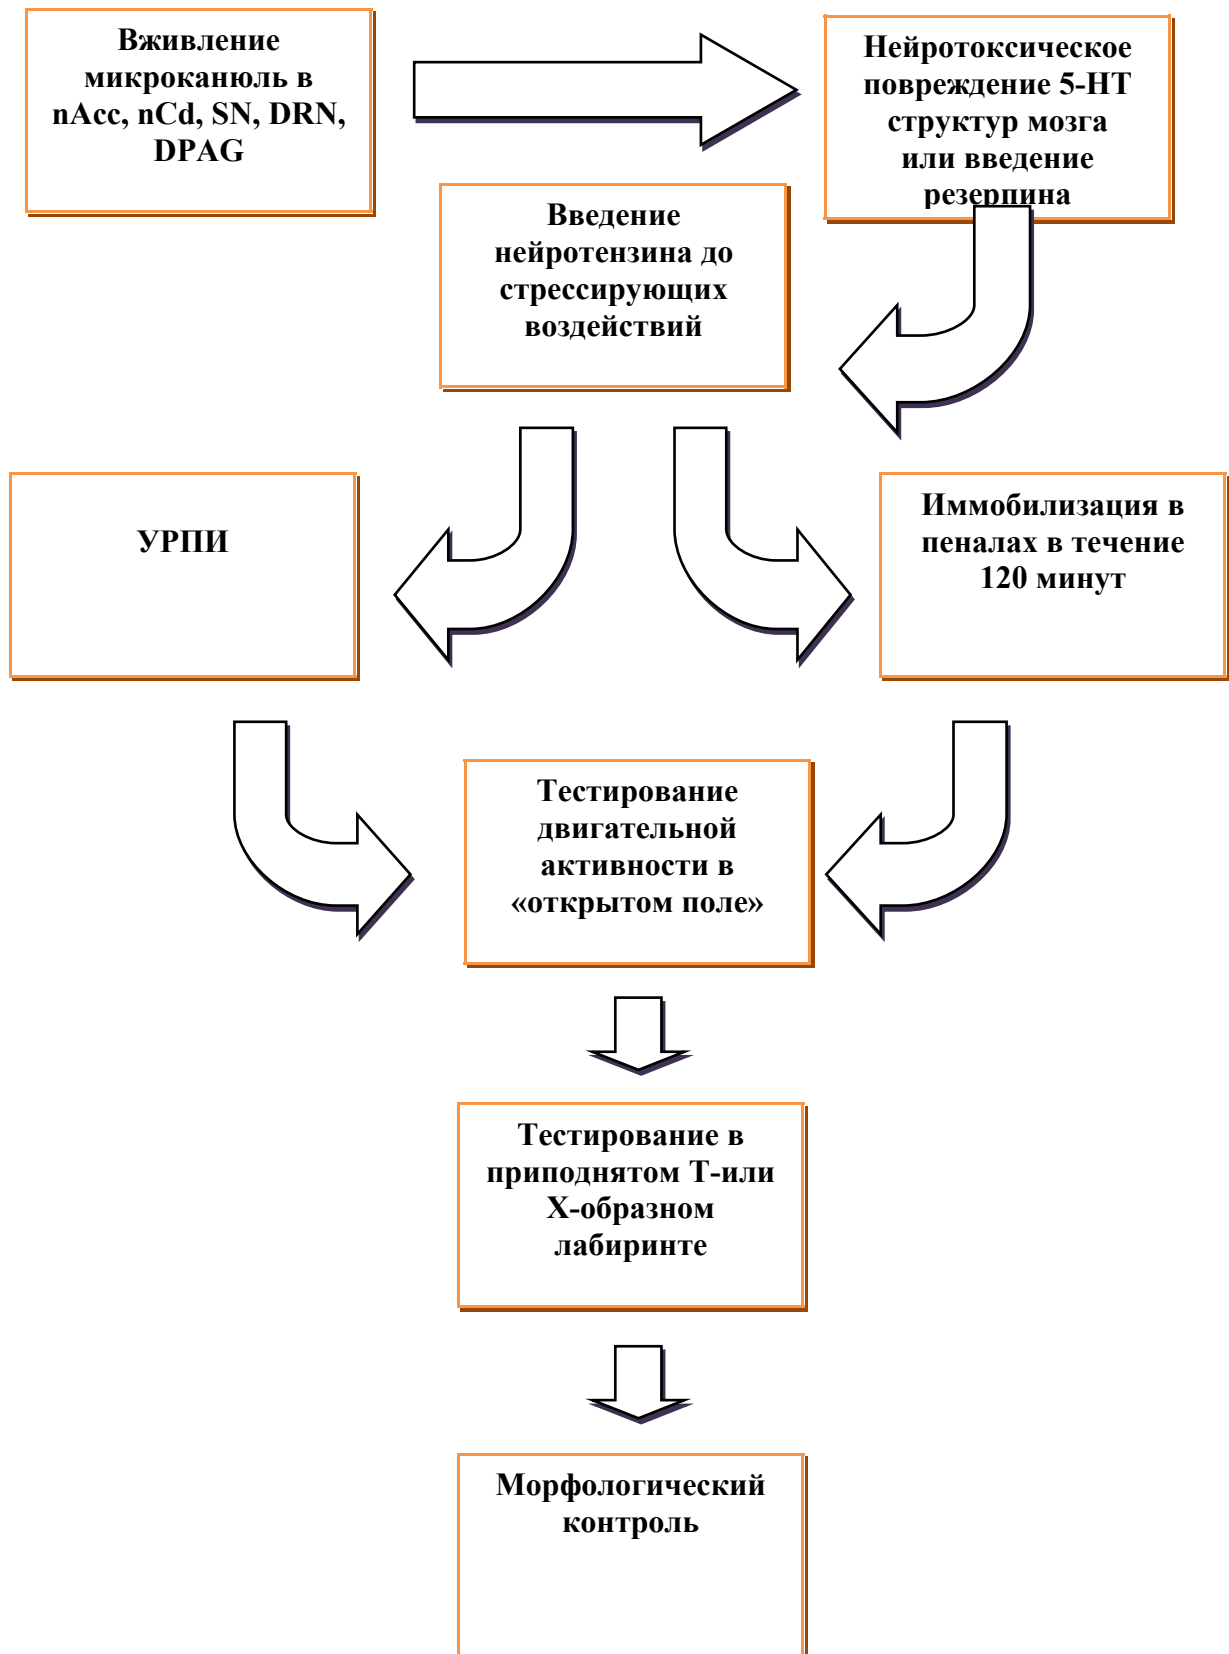 Вживление
микроканюль в
nAcc, nCd, SN, DRN,
DPAG
Нейротоксическое
повреждение 5-НТ
структур мозга
или введение
резерпина
Введение
нейротензина до
стрессирующих
воздействий
УРПИ
Иммобилизация в
пеналах в течение
120 минут
Тестирование
двигательной
активности в
«открытом поле»
Тестирование в
приподнятом Т-или
Х-образном
лабиринте
Морфологический
контроль